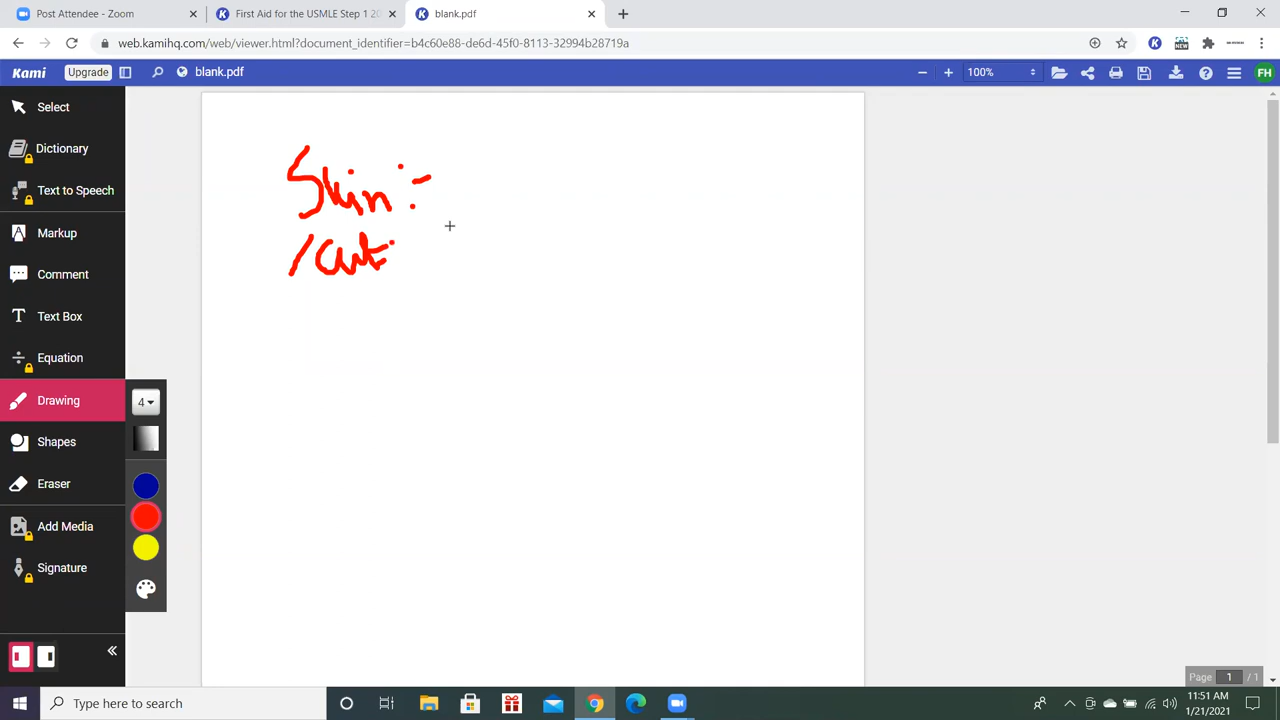 Post Attendee - Zoom
First Aid for the USMLE Step 1 20
blank.pdf
web.kamihq.com/web/viewer.html?document_identifier=b4c60e88-de6d-45f0-8113-32994b28719a
NEW
Kami
Upgrade
blank.pdf
100%
FH
Select
Dictionary
Text to Speech
Markup
Comment
Text Box
Equation
Drawing
Shapes
Eraser
Add Media
Signature
4
Skin :-
/Cut
Page 1 / 1
Type here to search
11:51 AM
1/21/2021